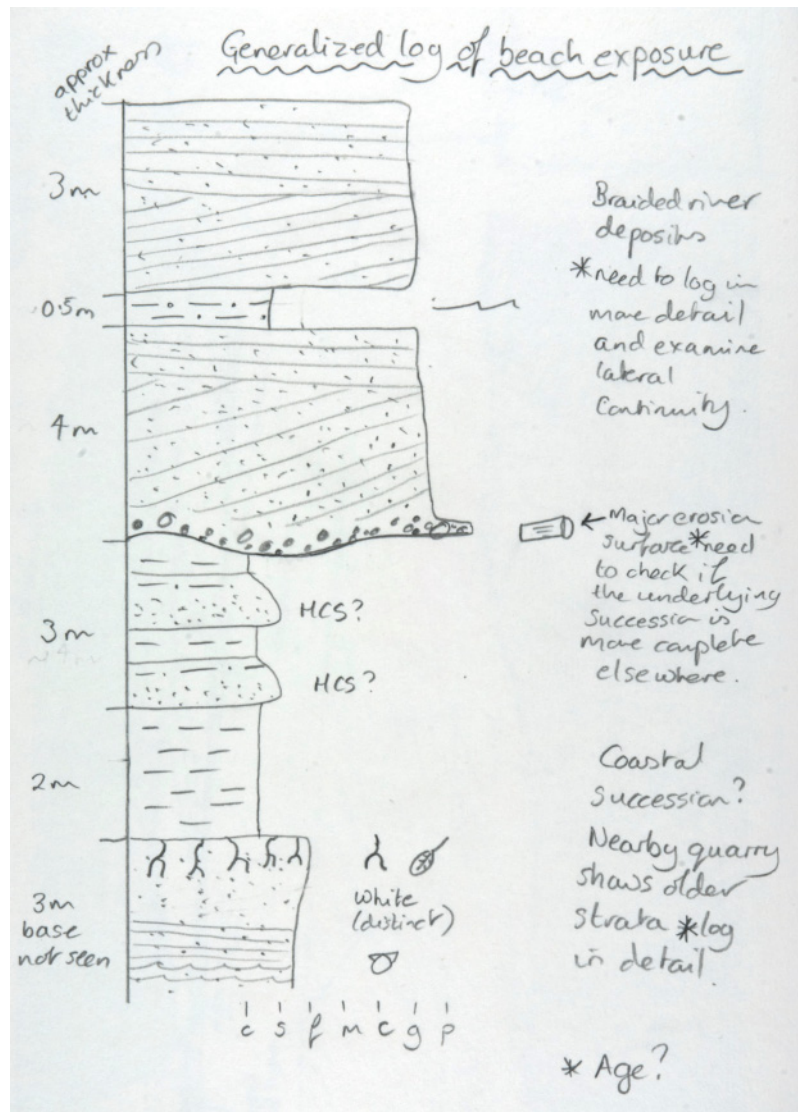 Generalized log of beach exposure
approx
thickness
3m
0.5m
4m
3m
2m
3m
base
not seen
HCS?
HCS?
White
(distinct)
c s f m c g p
Braided river
deposits
*need to log in
more detail
and examine
lateral
continuity.
← Major erosion
surface *need
to check if
the underlying
succession is
more complete
elsewhere.
Coastal
succession?
Nearby quarry
shows older
strata *log
in detail
* Age?